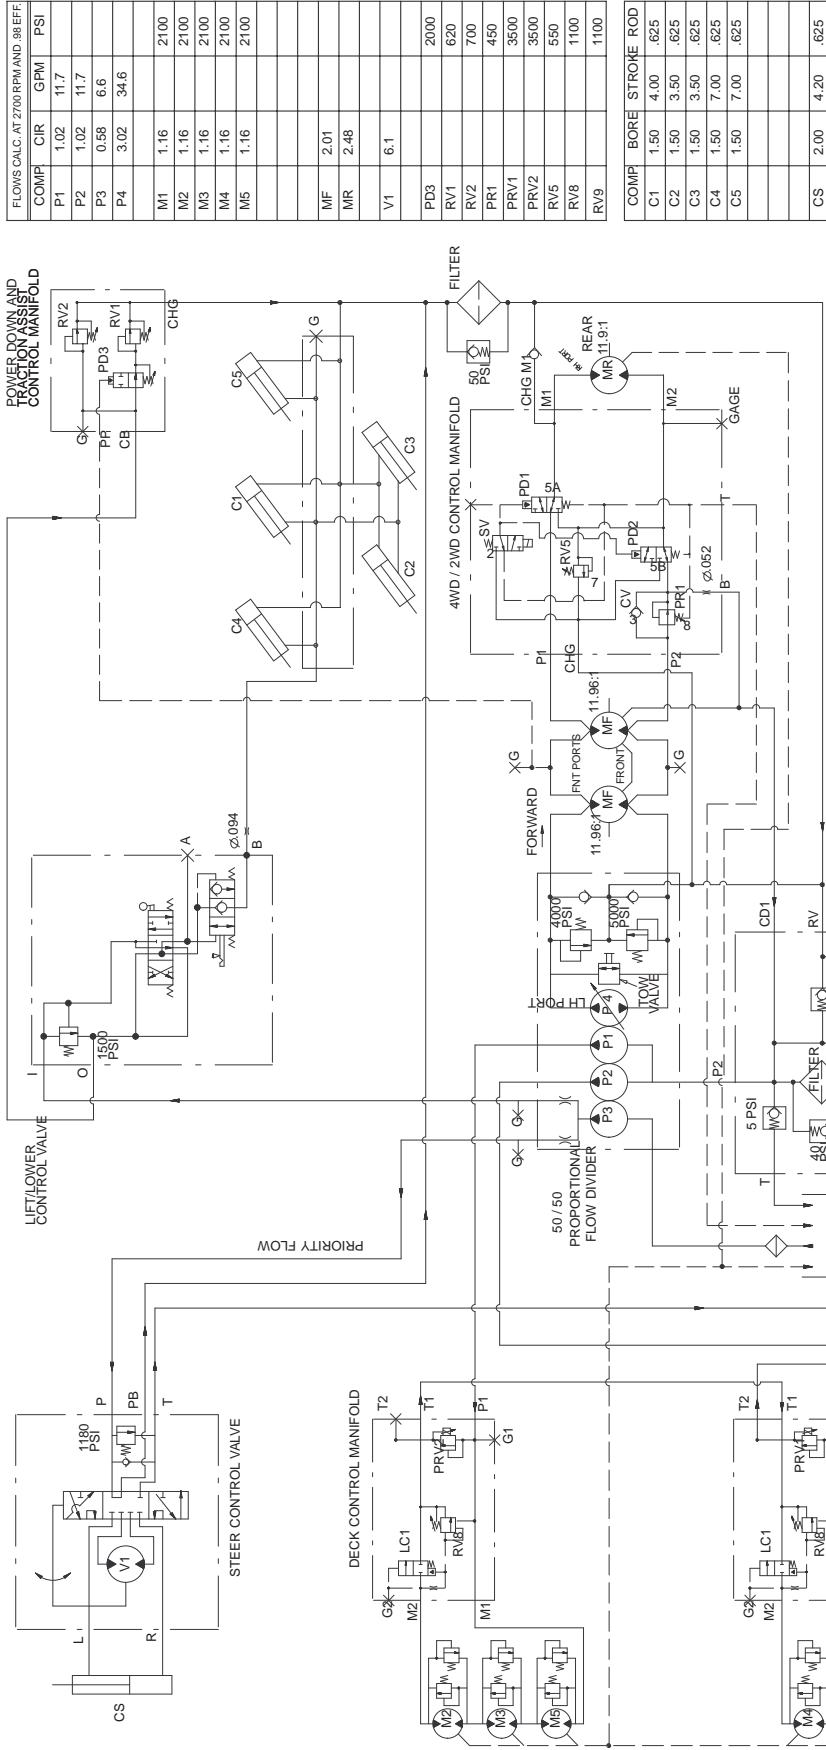 FLOWS CALC. AT 2700 RPM AND .98 EFF.
COMP. CIR GPM PSI
P1 1.02 11.7
P2 1.02 11.7
P3 0.58 6.6
P4 3.02 34.6
M1 1.16 2100
M2 1.16 2100
M3 1.16 2100
M4 1.16 2100
M5 1.16 2100
MF 2.01
MR 2.48
V1 6.1
PD3 2000
RV1 620
RV2 700
PR1 450
PRV1 3500
PRV2 3500
RV5 550
RV8 1100
RV9 1100
COMP. BORE STROKE ROD
C1 1.50 4.00 .625
C2 1.50 3.50 .625
C3 1.50 3.50 .625
C4 1.50 7.00 .625
C5 1.50 7.00 .625
CS 2.00 4.20 .625
POWER DOWN AND
TRACTION ASSIST
CONTROL MANIFOLD
RV2
RV1
CHG
PD3
G
PP
CB
G
C5
C1
C3
C2
C4
FILTER
50
PSI
4WD / 2WD CONTROL MANIFOLD
CHG M1
M1
RH PORT
REAR
11.9:1
MR
M2
GAGE
PD1
5A
SV
2
RV5
7
PD2
5B
T
CV
3
PR1
8
Ø.052
B
P1
CHG
P2
11.96:1
MF
FNT PORTS
FRONT
G
G
MF
FORWARD
11.96:1
LIFT/LOWER
CONTROL VALVE
I
O
1500
PSI
A
B
Ø.094
4000
PSI
5000
PSI
LH PORT
TOW
VALVE
P4
P1
P2
P3
G
G
50 / 50
PROPORTIONAL
FLOW DIVIDER
CD1
RV
P2
FILTER
5 PSI
40
PSI
T
PRIORITY FLOW
P
PB
T
1180
PSI
V1
L
R
CS
STEER CONTROL VALVE
DECK CONTROL MANIFOLD
T2
T1
P1
G1
PRV2
LC1
RV8
G2
M2
M1
M2
M3
M5
T2
T1
PRV1
LC1
RV8
G2
M2
M4